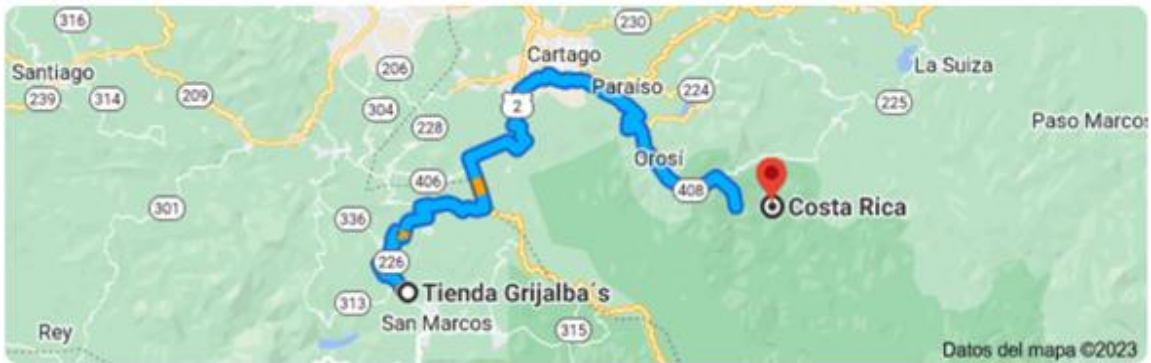 316
230
Cartago
Santiago
206
La Suiza
239
314
209
304
2
Paraíso
224
225
228
Paso Marcos
406
Orosí
408
301
336
Costa Rica
226
Tienda Grijalba´s
313
San Marcos
315
Rey
Datos del mapa ©2023